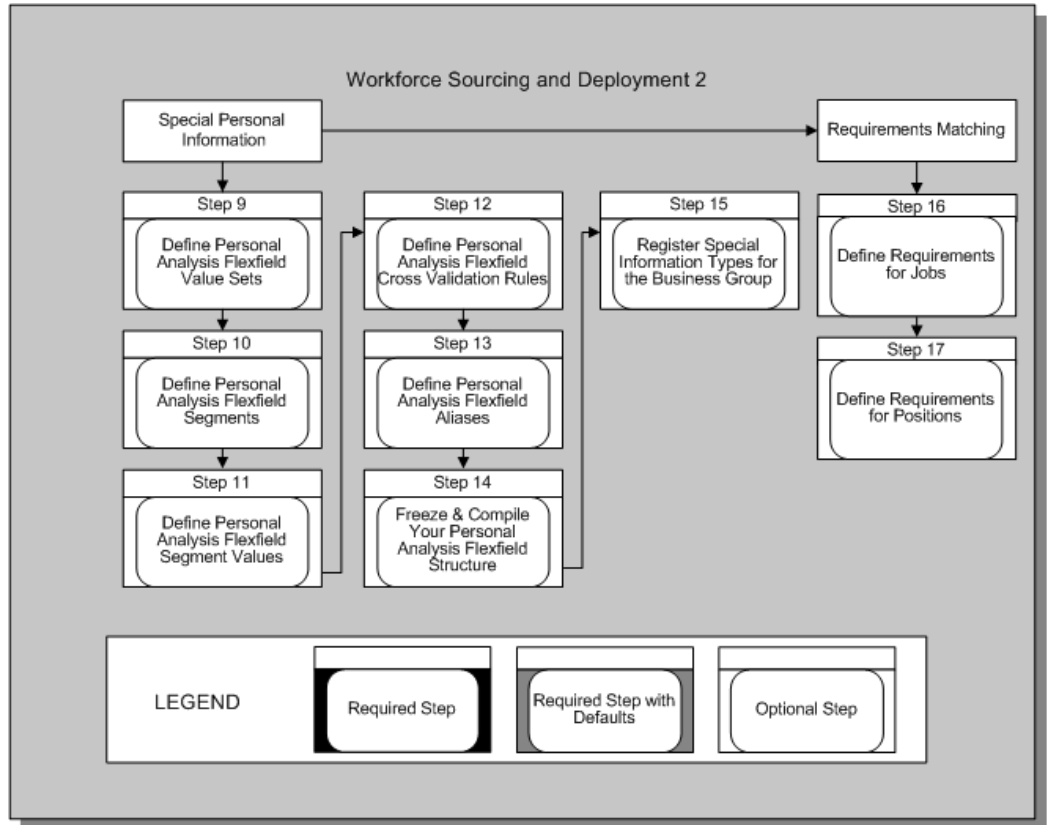 Workforce Sourcing and Deployment 2
Special Personal
Information
Requirements Matching
Step 9
Define Personal
Analysis Flexfield
Value Sets
Step 10
Define Personal
Analysis Flexfield
Segments
Step 11
Define Personal
Analysis Flexfield
Segment Values
Step 12
Define Personal
Analysis Flexfield
Cross Validation Rules
Step 13
Define Personal
Analysis Flexfield
Aliases
Step 14
Freeze & Compile
Your Personal
Analysis Flexfield
Structure
Step 15
Register Special
Information Types for
the Business Group
Step 16
Define Requirements
for Jobs
Step 17
Define Requirements
for Positions
LEGEND
Required Step
Required Step with
Defaults
Optional Step